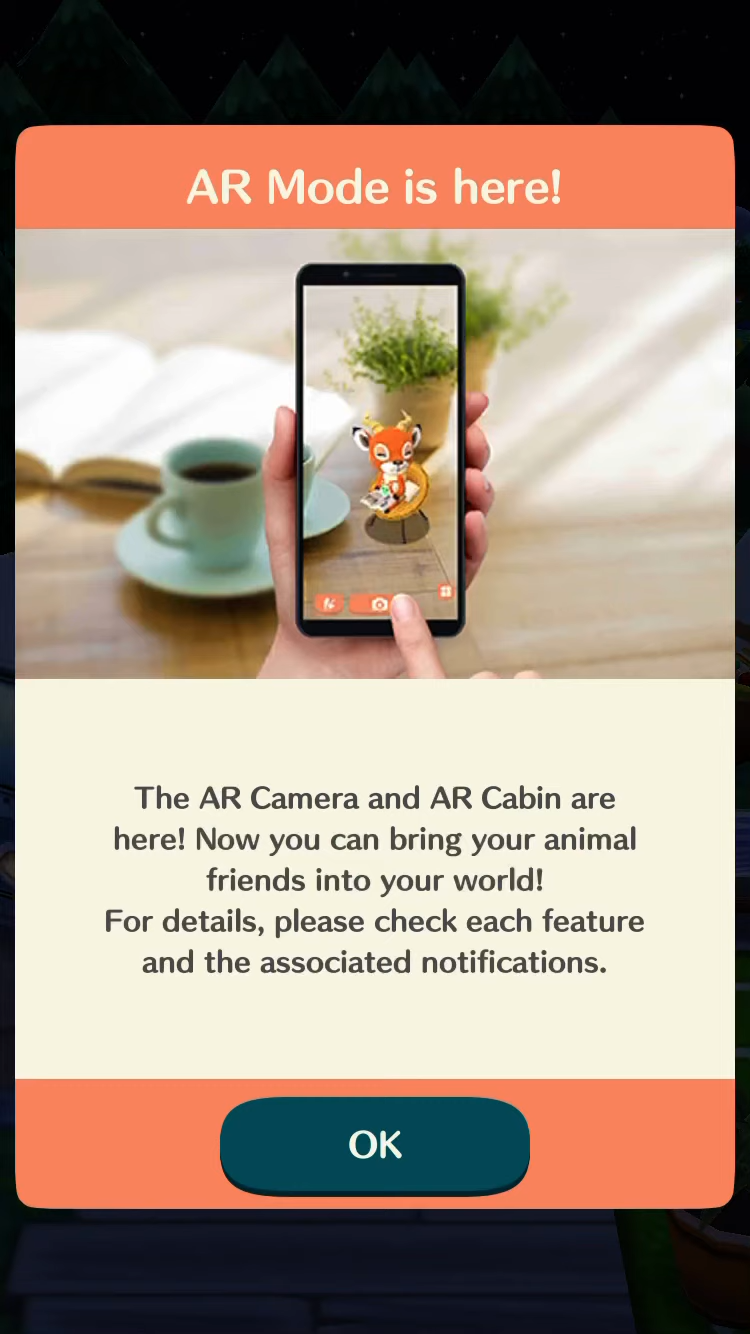 AR Mode is here!
The AR Camera and AR Cabin are
here! Now you can bring your animal
friends into your world!
For details, please check each feature
and the associated notifications.
OK